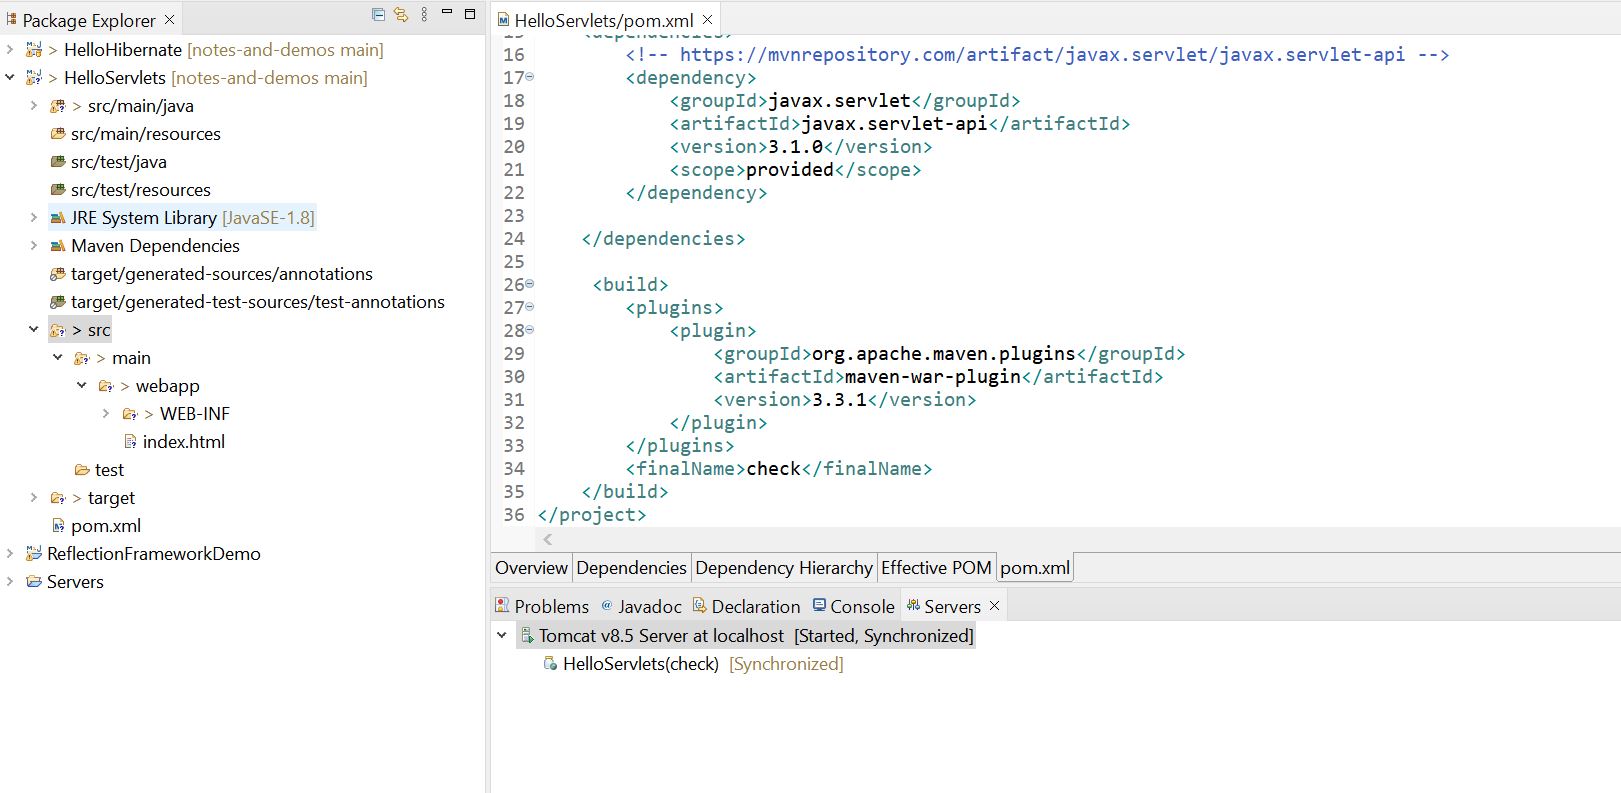 Package Explorer
> HelloHibernate [notes-and-demos main]
> HelloServlets [notes-and-demos main]
> src/main/java
src/main/resources
src/test/java
src/test/resources
JRE System Library [JavaSE-1.8]
Maven Dependencies
target/generated-sources/annotations
target/generated-test-sources/test-annotations
> src
> main
> webapp
> WEB-INF
index.html
test
> target
pom.xml
ReflectionFrameworkDemo
Servers
HelloServlets/pom.xml
15 <dependencies>
16 <!-- https://mvnrepository.com/artifact/javax.servlet/javax.servlet-api -->
17 <dependency>
18 <groupId>javax.servlet</groupId>
19 <artifactId>javax.servlet-api</artifactId>
20 <version>3.1.0</version>
21 <scope>provided</scope>
22 </dependency>
23
24 </dependencies>
25
26 <build>
27 <plugins>
28 <plugin>
29 <groupId>org.apache.maven.plugins</groupId>
30 <artifactId>maven-war-plugin</artifactId>
31 <version>3.3.1</version>
32 </plugin>
33 </plugins>
34 <finalName>check</finalName>
35 </build>
36 </project>
Overview Dependencies Dependency Hierarchy Effective POM pom.xml
Problems @ Javadoc Declaration Console Servers
Tomcat v8.5 Server at localhost [Started, Synchronized]
HelloServlets(check) [Synchronized]